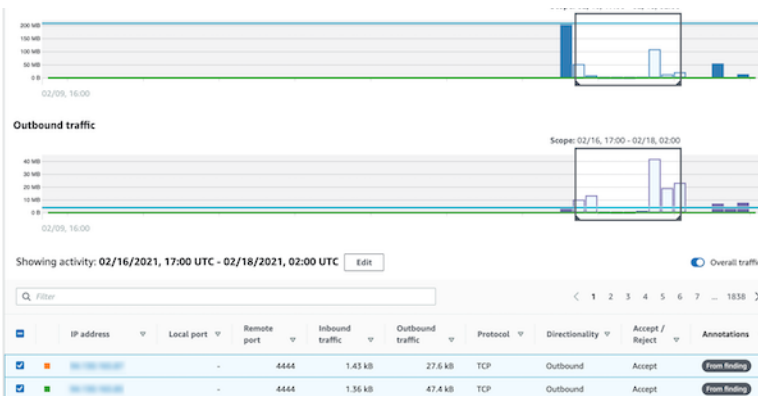 200 MB
150 MB
100 MB
50 MB
0 B
02/09, 16:00
Outbound traffic
Scope: 02/16, 17:00 - 02/18, 02:00
40 MB
30 MB
20 MB
10 MB
0 B
02/09, 16:00
Showing activity: 02/16/2021, 17:00 UTC - 02/18/2021, 02:00 UTC Edit Overall traffic
Filter < 1 2 3 4 5 6 7 ... 1838 >
IP address Local port Remote port Inbound traffic Outbound traffic Protocol Directionality Accept / Reject Annotations
- 4444 1.43 kB 27.6 kB TCP Outbound Accept From finding
- 4444 1.36 kB 47.4 kB TCP Outbound Accept From finding